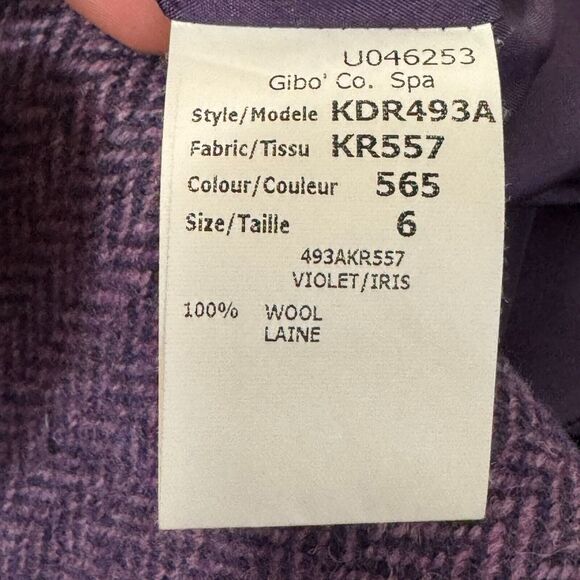 U046253
Gibo' Co. Spa
Style/Modele KDR493A
Fabric/Tissu KR557
Colour/Couleur 565
Size/Taille 6
493AKR557
VIOLET/IRIS
100% WOOL
LAINE